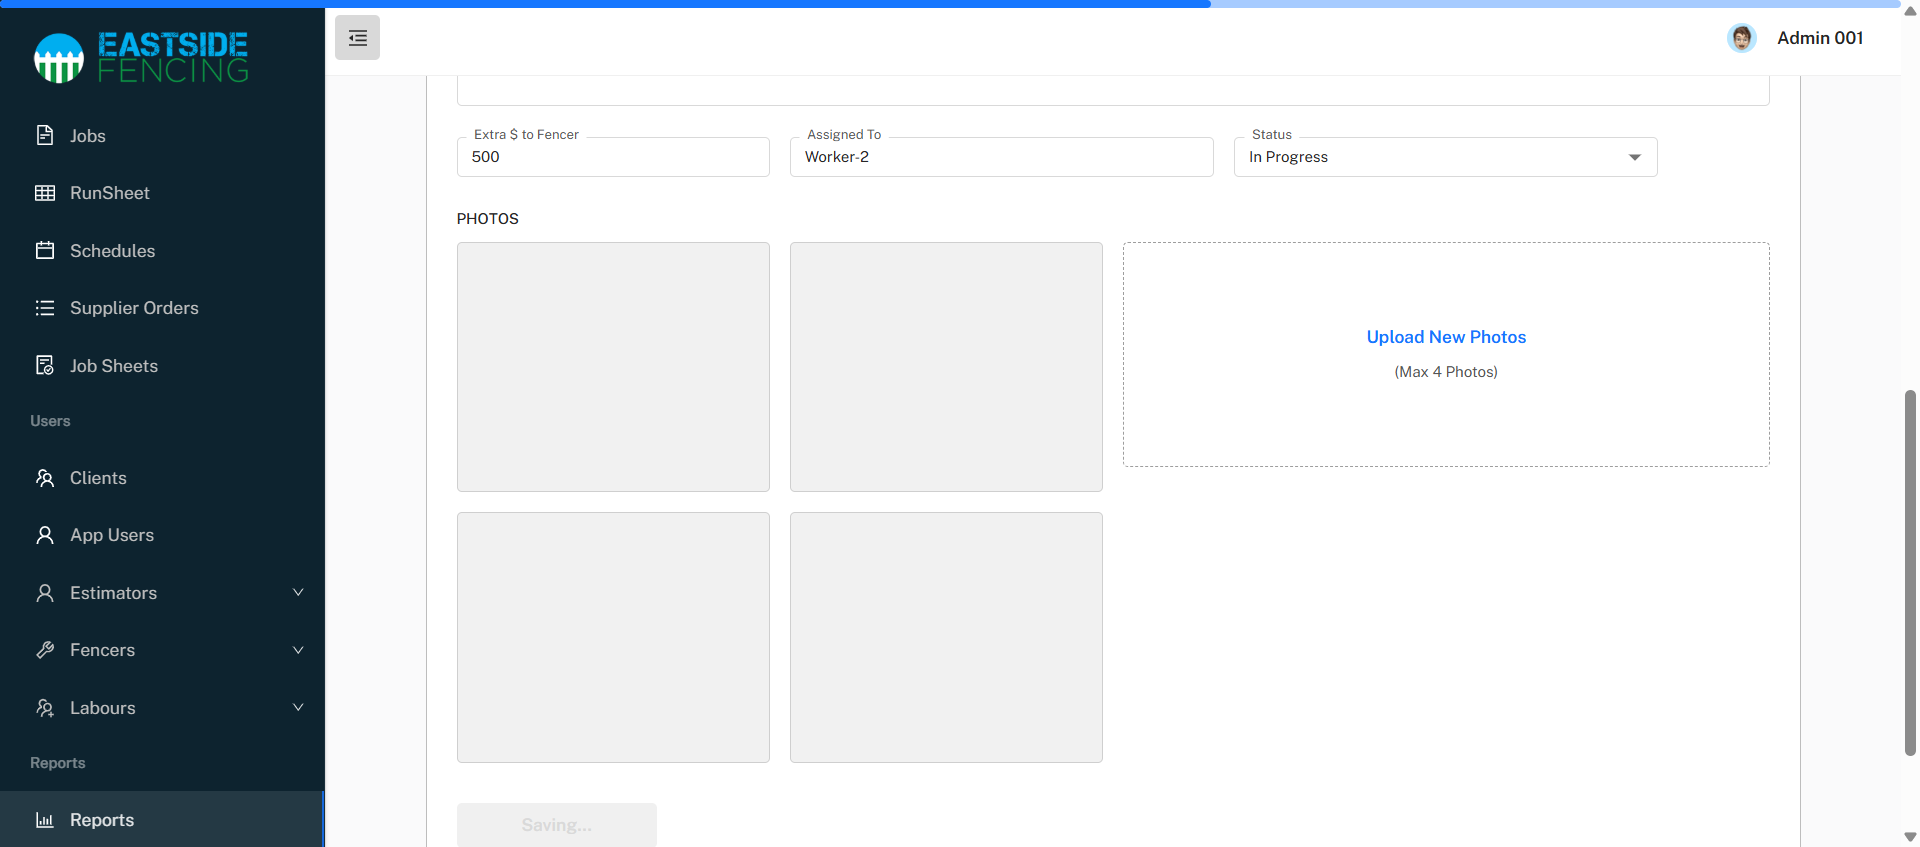 EASTSIDE
FENCING
Admin 001
Jobs
RunSheet
Schedules
Supplier Orders
Job Sheets
Users
Clients
App Users
Estimators
Fencers
Labours
Reports
Reports
Extra $ to Fencer
500
Assigned To
Worker-2
Status
In Progress
PHOTOS
Upload New Photos
(Max 4 Photos)
Saving...